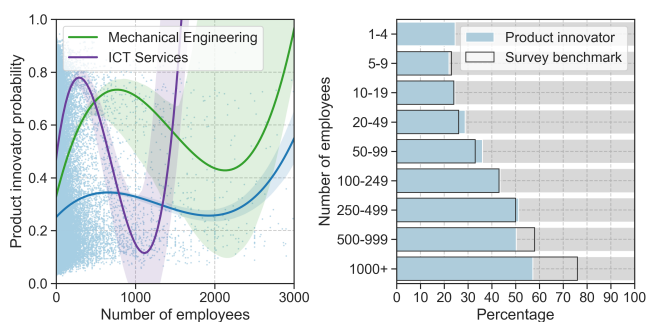 Product innovator probability
1.0
0.8
0.6
0.4
0.2
0.0
Mechanical Engineering
ICT Services
0
1000
2000
3000
Number of employees
Number of employees
1-4
5-9
10-19
20-49
50-99
100-249
250-499
500-999
1000+
Product innovator
Survey benchmark
0 10 20 30 40 50 60 70 80 90 100
Percentage